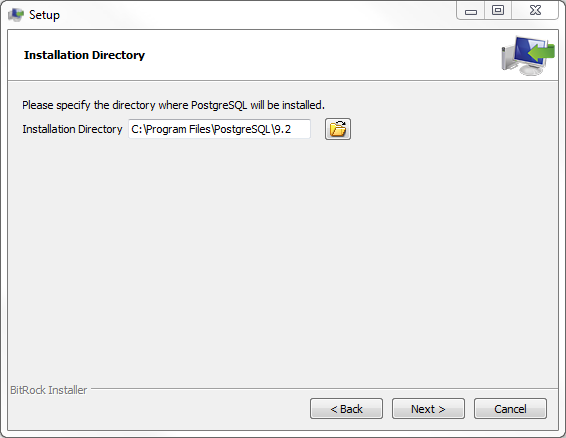 Setup
Installation Directory
Please specify the directory where PostgreSQL will be installed.
Installation Directory C:\Program Files\PostgreSQL\9.2
BitRock Installer
< Back Next > Cancel